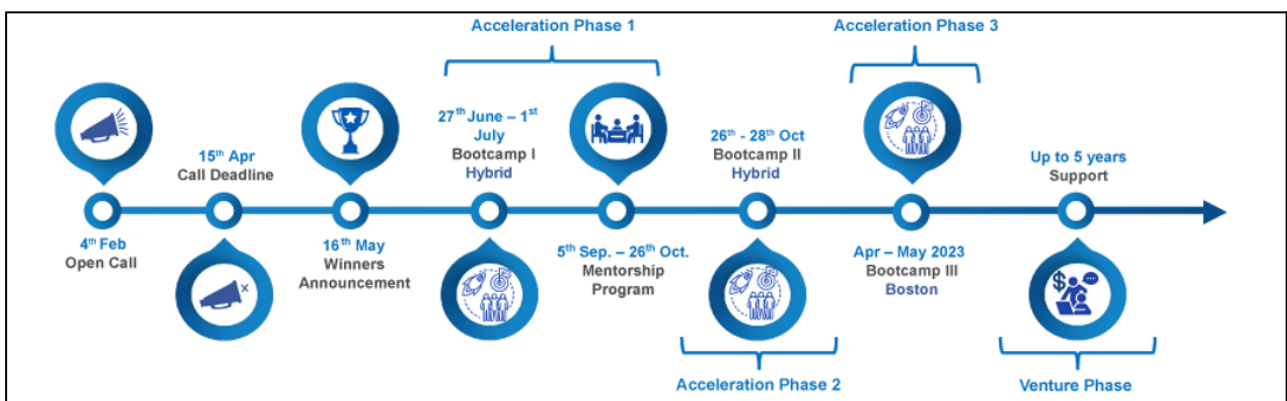 Acceleration Phase 1
Acceleration Phase 3
4th Feb
Open Call
15th Apr
Call Deadline
16th May
Winners
Announcement
27th June – 1st
July
Bootcamp I
Hybrid
5th Sep. – 26th Oct.
Mentorship
Program
26th - 28th Oct
Bootcamp II
Hybrid
Apr – May 2023
Bootcamp III
Boston
Up to 5 years
Support
Acceleration Phase 2
Venture Phase